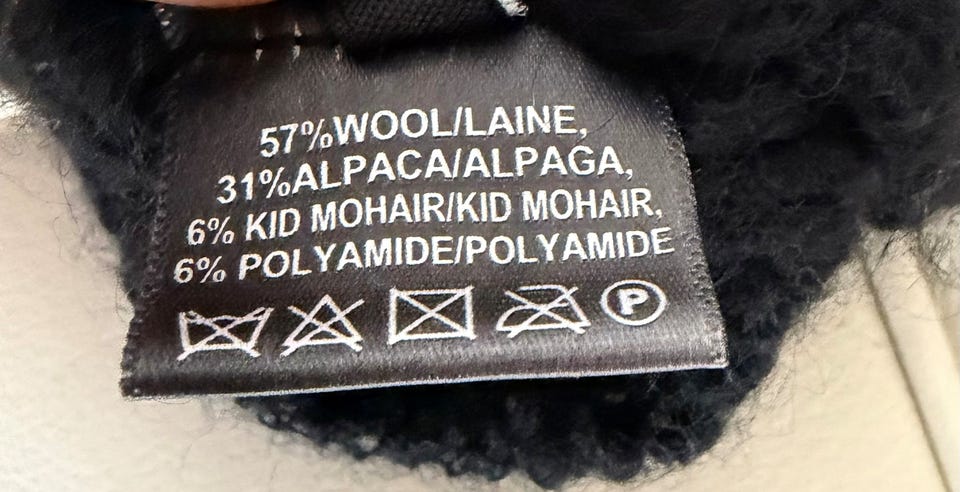 57%WOOL/LAINE,
31%ALPACA/ALPAGA,
6% KID MOHAIR/KID MOHAIR,
6% POLYAMIDE/POLYAMIDE
P